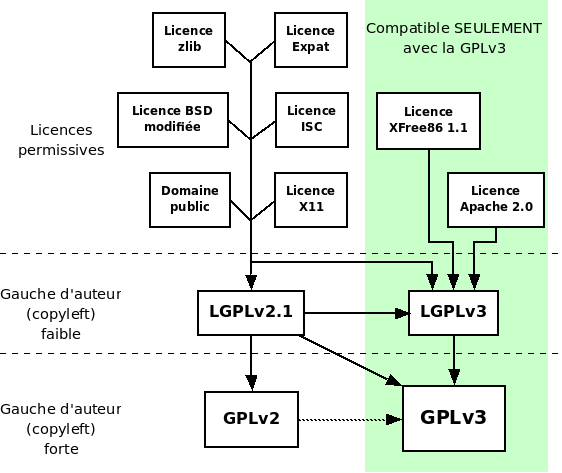 Licence
zlib
Licence
Expat
Compatible SEULEMENT
avec la GPLv3
Licences
permissives
Licence BSD
modifiée
Licence
ISC
Licence
XFree86 1.1
Domaine
public
Licence
X11
Licence
Apache 2.0
Gauche d'auteur
(copyleft)
faible
LGPLv2.1
LGPLv3
Gauche d'auteur
(copyleft)
forte
GPLv2
GPLv3